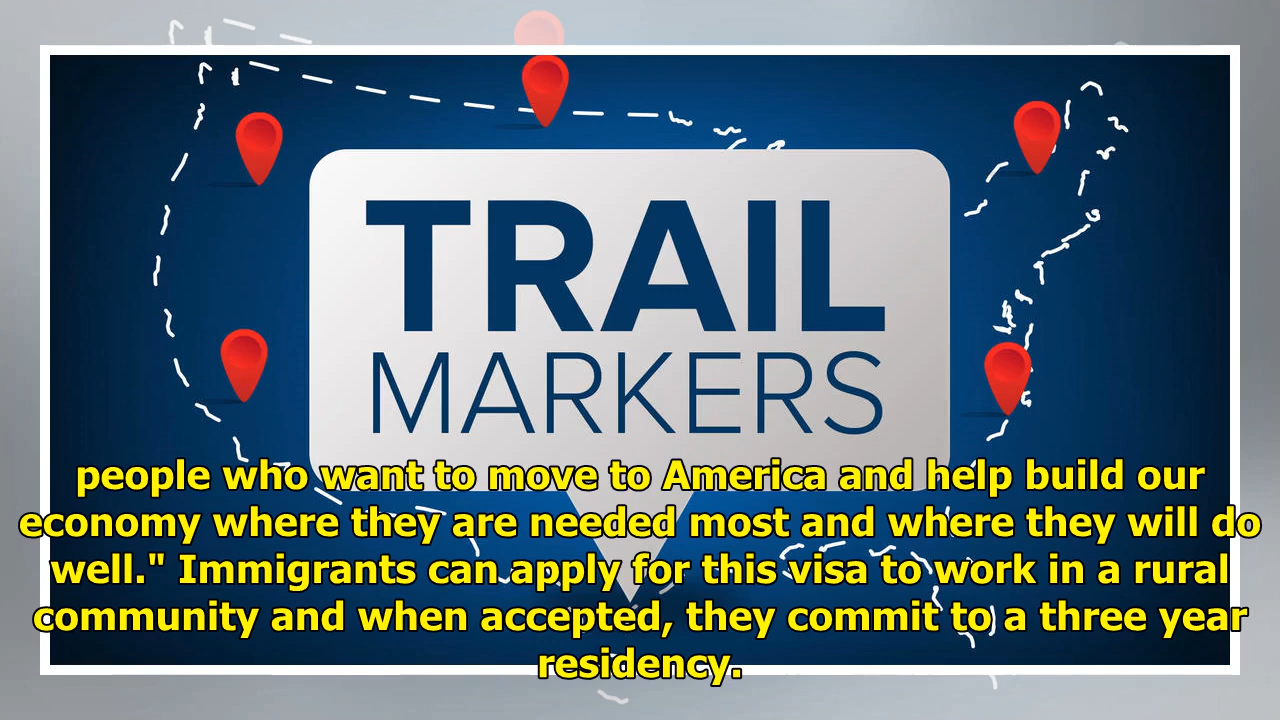 TRAIL
MARKERS
people who want to move to America and help build our
economy where they are needed most and where they will do
well." Immigrants can apply for this visa to work in a rural
community and when accepted, they commit to a three year
residency.